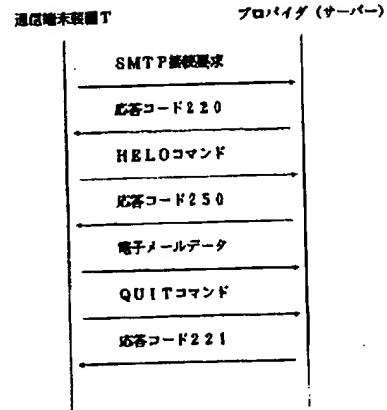 通信端末装置T
プロバイダ（サーバー）
SMTP接続要求
応答コード220
HELOコマンド
応答コード250
電子メールデータ
QUITコマンド
応答コード221